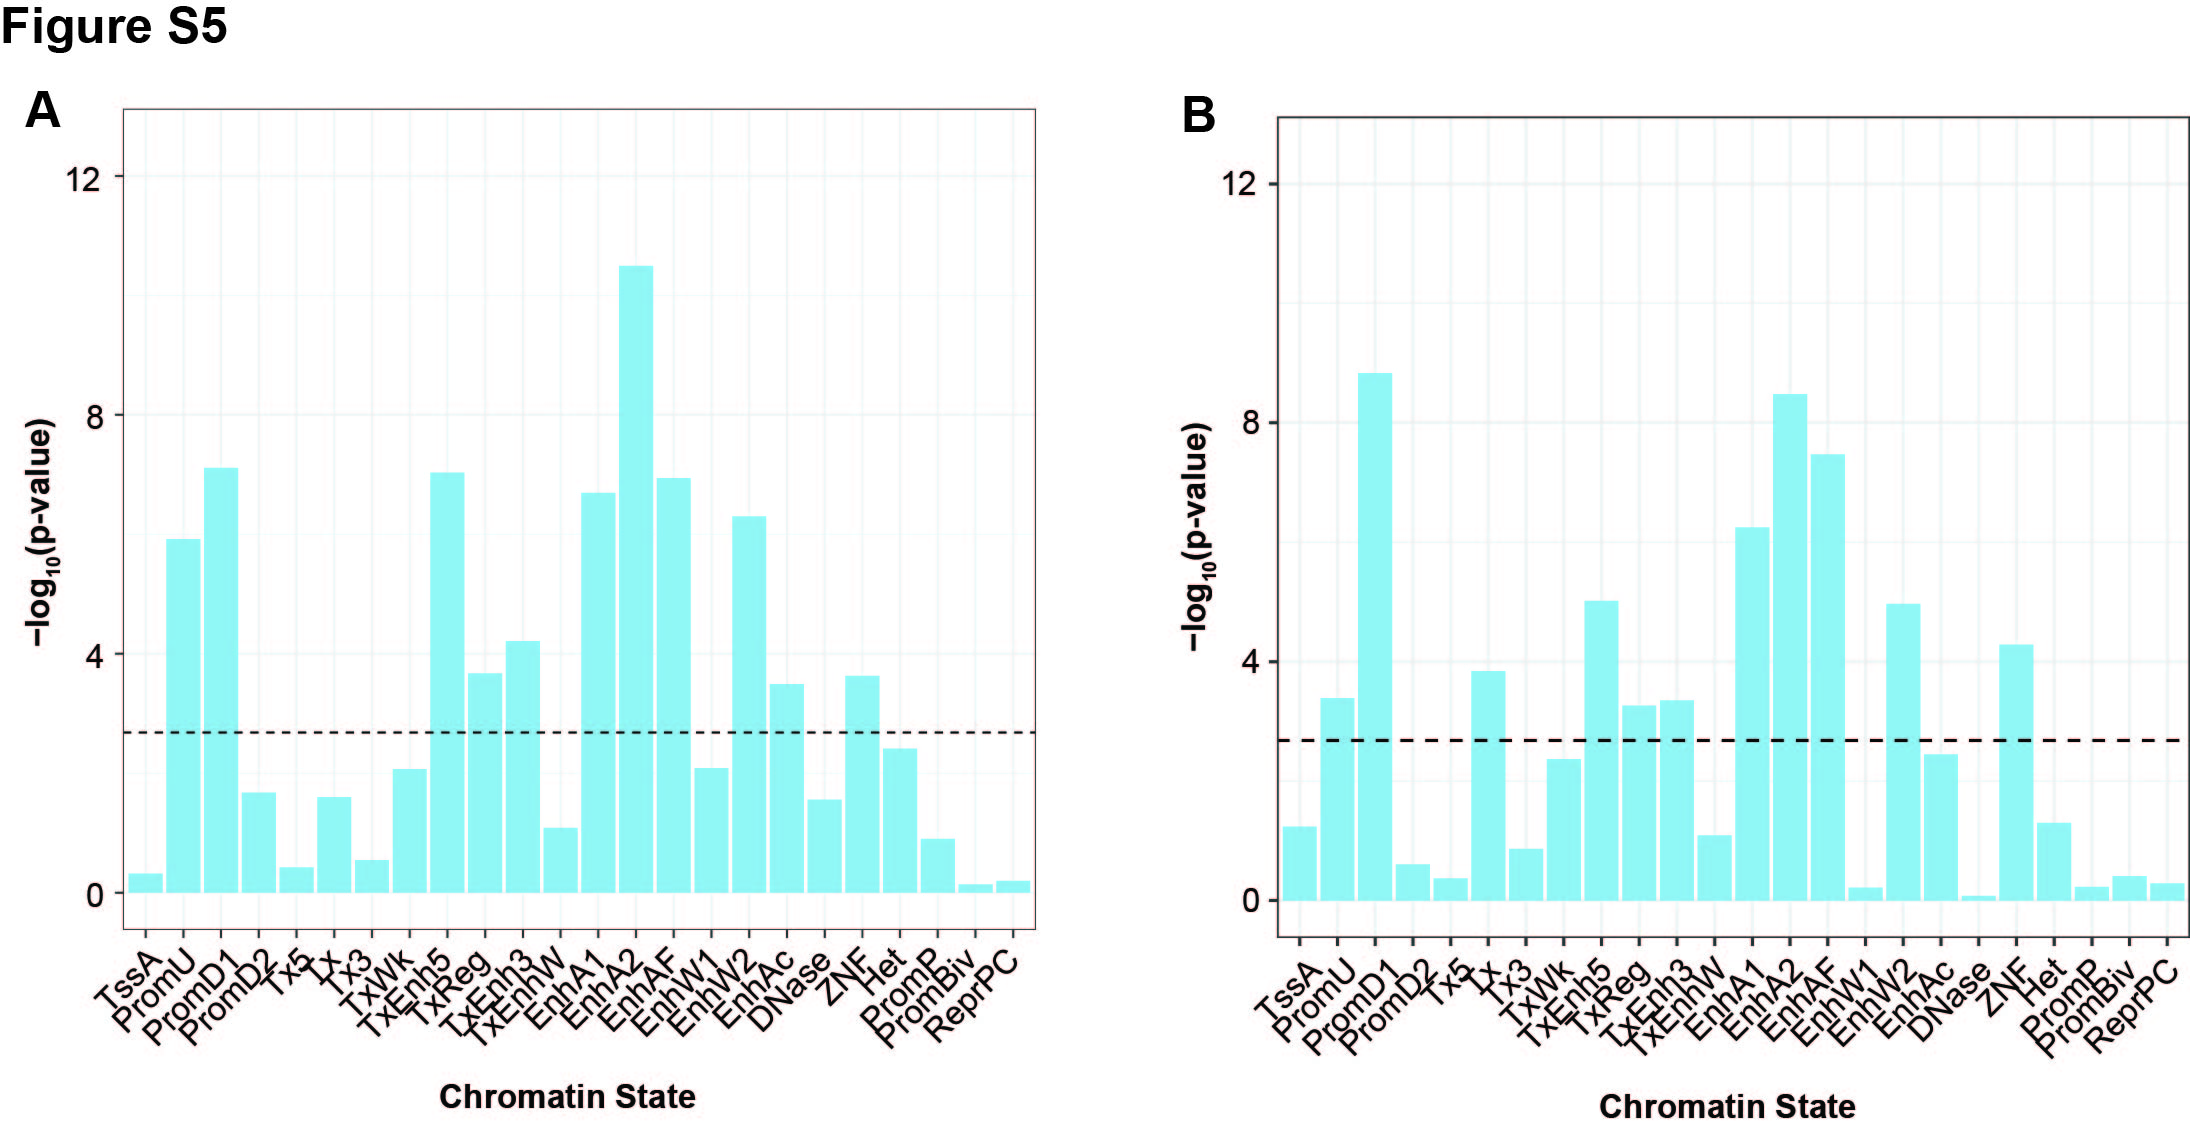 Figure S5
A
12
8
4
0
−log10(p-value)
TssA
PromU
PromD1
PromD2
Tx5
Tx
Tx3
TxWk
TxEnh5
TxReg
TxEnh3
TxEnhW
EnhA1
EnhA2
EnhAF
EnhW1
EnhW2
EnhAc
DNase
ZNF
Het
PromP
PromBiv
ReprPC
Chromatin State
B
12
8
4
0
−log10(p-value)
TssA
PromU
PromD1
PromD2
Tx5
Tx
Tx3
TxWk
TxEnh5
TxReg
TxEnh3
TxEnhW
EnhA1
EnhA2
EnhAF
EnhW1
EnhW2
EnhAc
DNase
ZNF
Het
PromP
PromBiv
ReprPC
Chromatin State